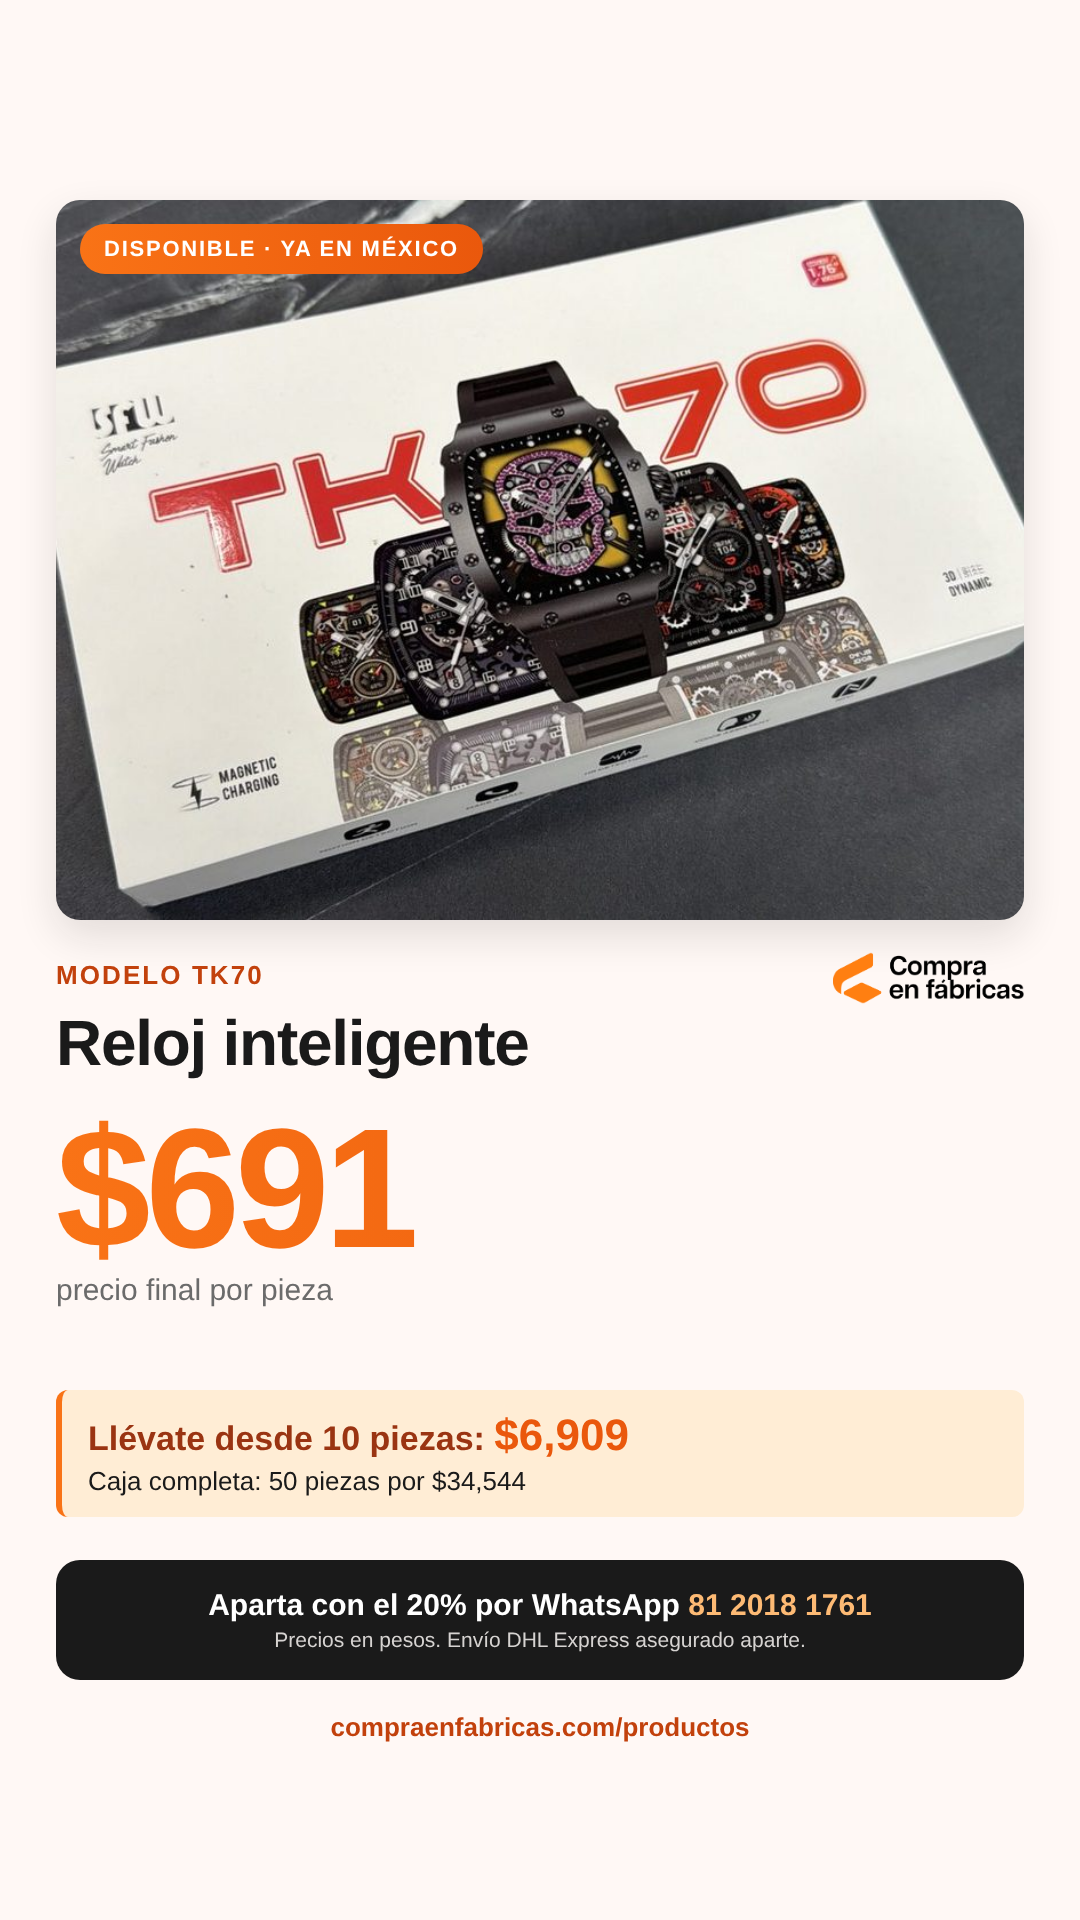 DISPONIBLE · YA EN MÉXICO
1.76"
SFW
Smart Fashion
Watch
TK70
3D
DYNAMIC
MAGNETIC
CHARGING
MODELO TK70
Compra
en fábricas
Reloj inteligente
$691
precio final por pieza
Llévate desde 10 piezas: $6,909
Caja completa: 50 piezas por $34,544
Aparta con el 20% por WhatsApp 81 2018 1761
Precios en pesos. Envío DHL Express asegurado aparte.
compraenfabricas.com/productos